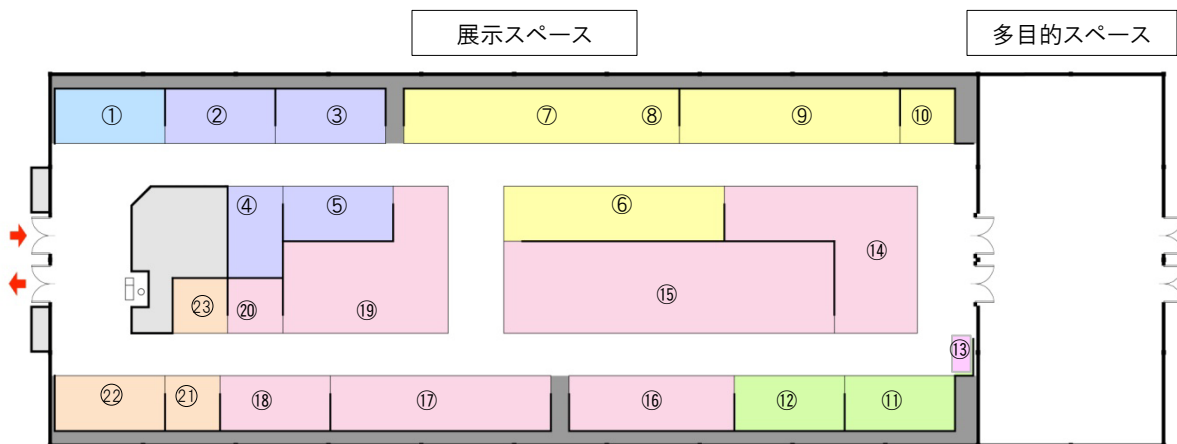 展示スペース
多目的スペース
① ② ③ ⑦ ⑧ ⑨ ⑩
④ ⑤ ⑥
⑭
㉓ ⑳ ⑲ ⑮
⑬
㉒ ㉑ ⑱ ⑰ ⑯ ⑫ ⑪